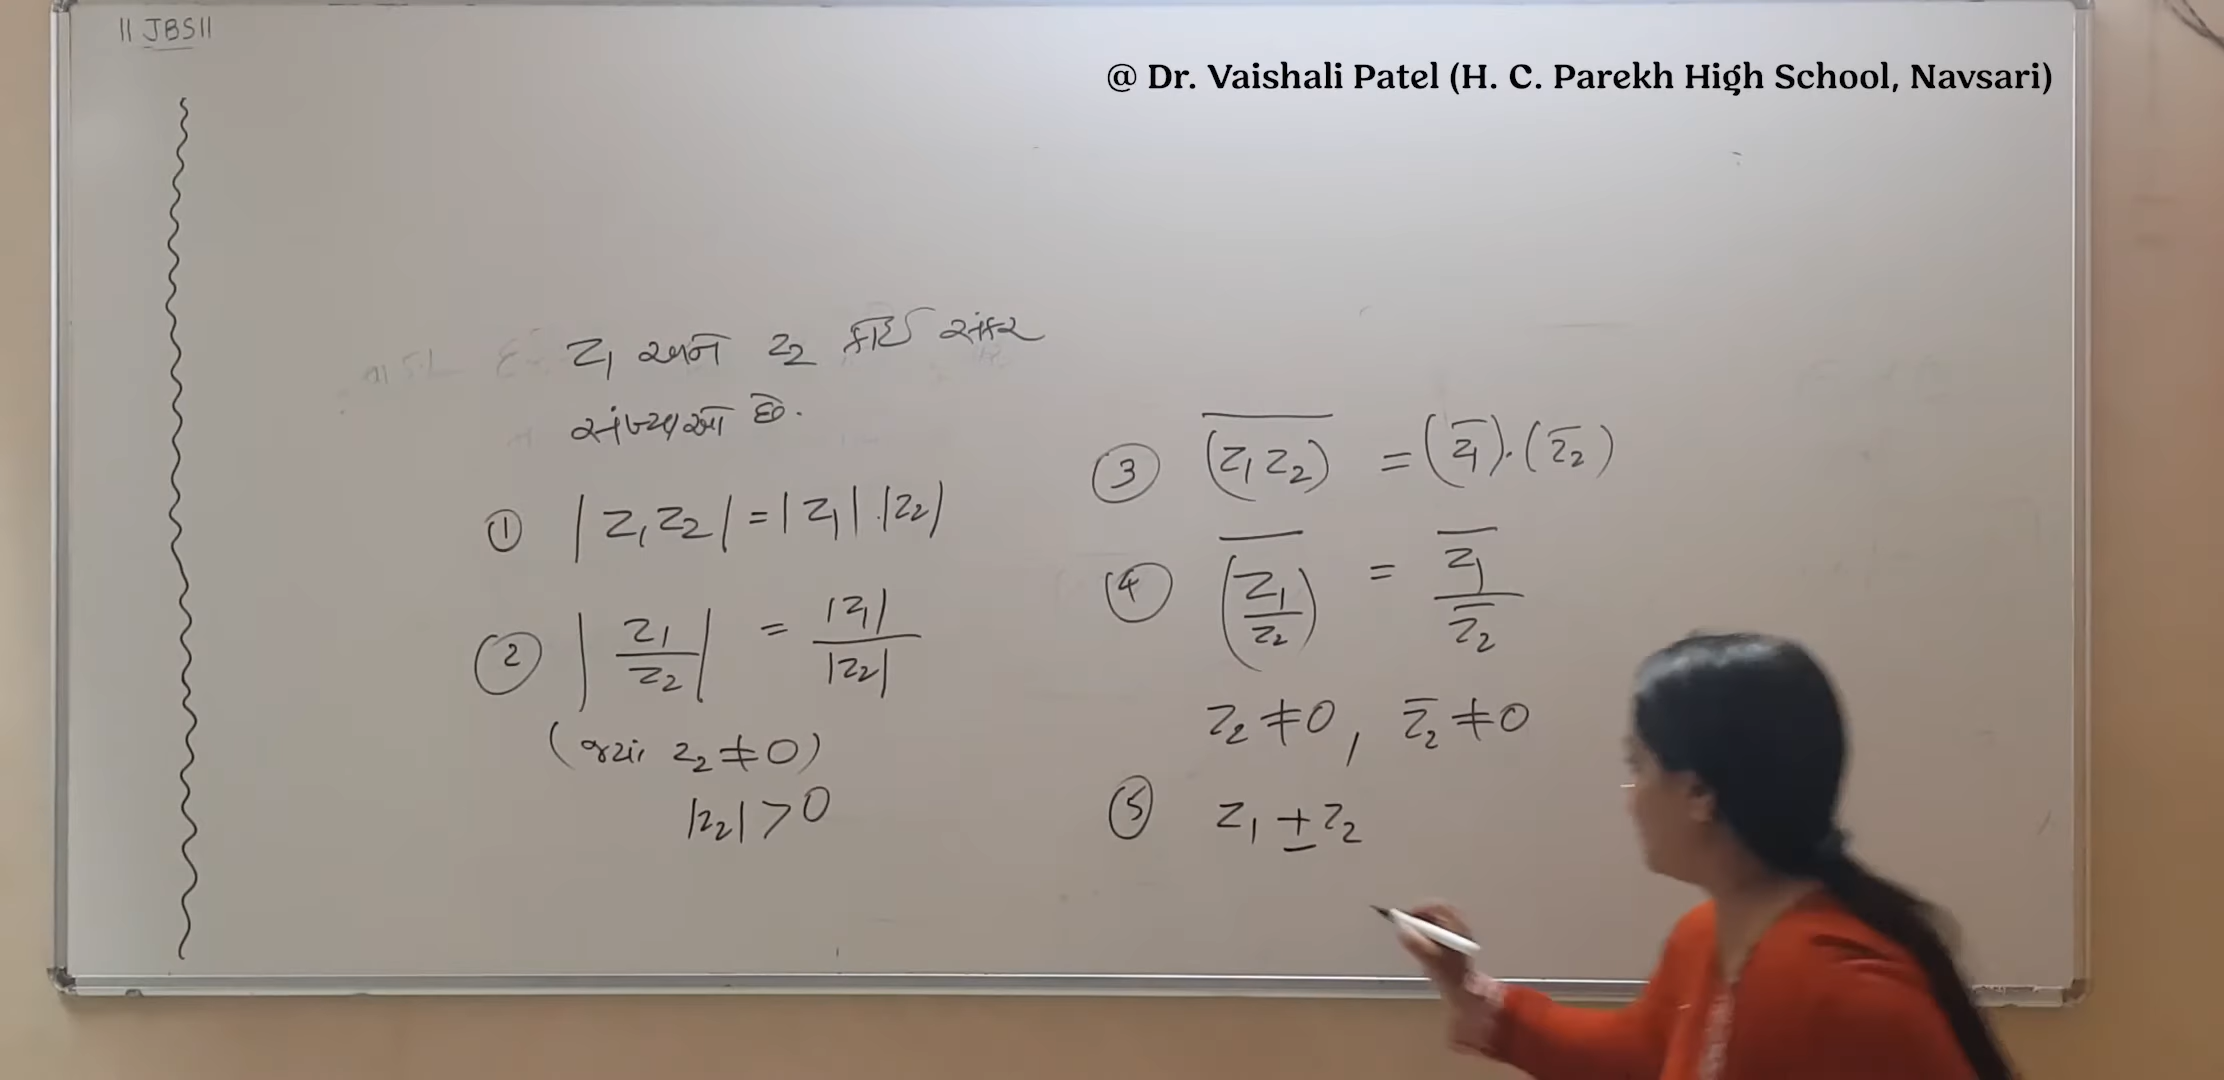 || JBS ||
@ Dr. Vaishali Patel (H. C. Parekh High School, Navsari)
z₁ અને z₂ કોઈ સંકર
સંખ્યાઓ છે.
① |z₁z₂| = |z₁|.|z₂|
② |z₁/z₂| = |z₁|/|z₂|
(જ્યાં z₂ ≠ 0)
|z₂| > 0
③ \overline{(z₁z₂)} = (z̄₁).(z̄₂)
④ \overline{(z₁/z₂)} = z̄₁/z̄₂
z₂ ≠ 0, z̄₂ ≠ 0
⑤ z₁ ± z₂